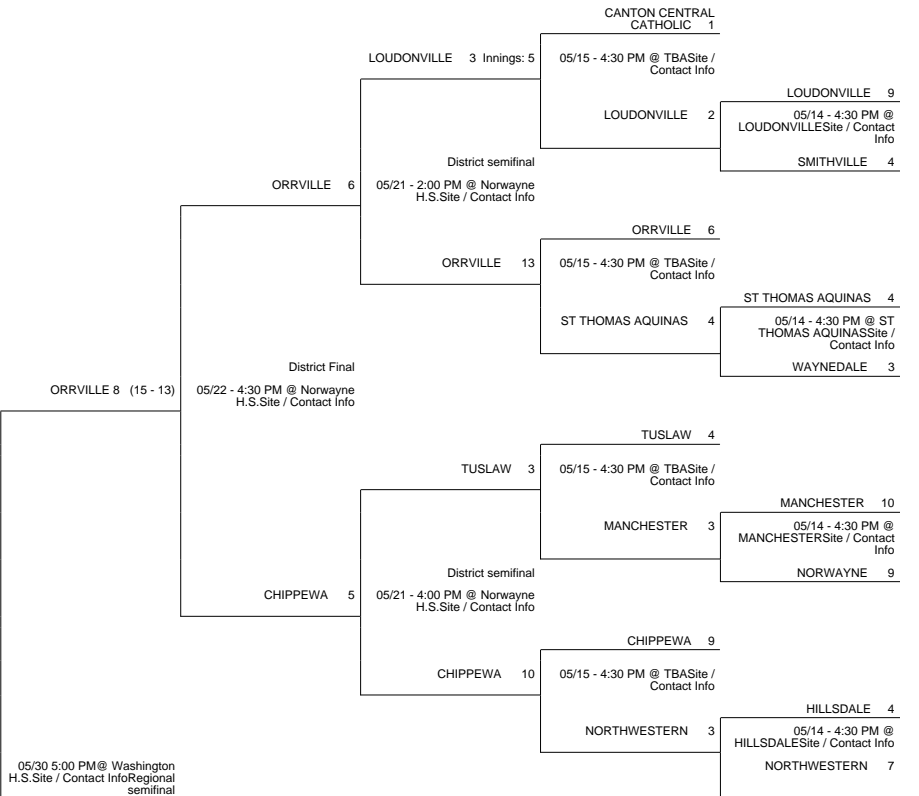 CANTON CENTRAL
CATHOLIC 1
LOUDONVILLE 3 Innings: 5
05/15 - 4:30 PM @ TBASite /
Contact Info
LOUDONVILLE 9
LOUDONVILLE 2
05/14 - 4:30 PM @
LOUDONVILLESite / Contact
Info
District semifinal
SMITHVILLE 4
ORRVILLE 6
05/21 - 2:00 PM @ Norwayne
H.S.Site / Contact Info
ORRVILLE 6
ORRVILLE 13
05/15 - 4:30 PM @ TBASite /
Contact Info
ST THOMAS AQUINAS 4
ST THOMAS AQUINAS 4
05/14 - 4:30 PM @ ST
THOMAS AQUINASSite /
Contact Info
District Final
WAYNEDALE 3
ORRVILLE 8 (15 - 13)
05/22 - 4:30 PM @ Norwayne
H.S.Site / Contact Info
TUSLAW 4
TUSLAW 3
05/15 - 4:30 PM @ TBASite /
Contact Info
MANCHESTER 10
MANCHESTER 3
05/14 - 4:30 PM @
MANCHESTERSite / Contact
Info
District semifinal
NORWAYNE 9
CHIPPEWA 5
05/21 - 4:00 PM @ Norwayne
H.S.Site / Contact Info
CHIPPEWA 9
CHIPPEWA 10
05/15 - 4:30 PM @ TBASite /
Contact Info
HILLSDALE 4
NORTHWESTERN 3
05/14 - 4:30 PM @
HILLSDALESite / Contact Info
NORTHWESTERN 7
05/30 5:00 PM@ Washington
H.S.Site / Contact InfoRegional
semifinal